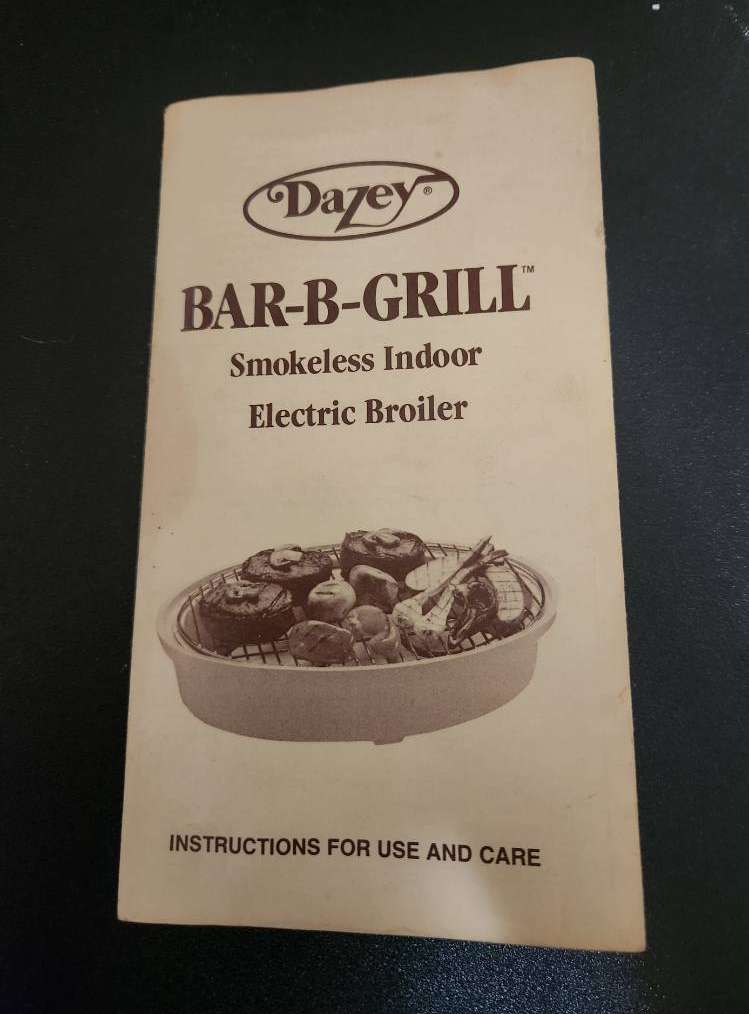 Dazey®
BAR-B-GRILL™
Smokeless Indoor
Electric Broiler
INSTRUCTIONS FOR USE AND CARE